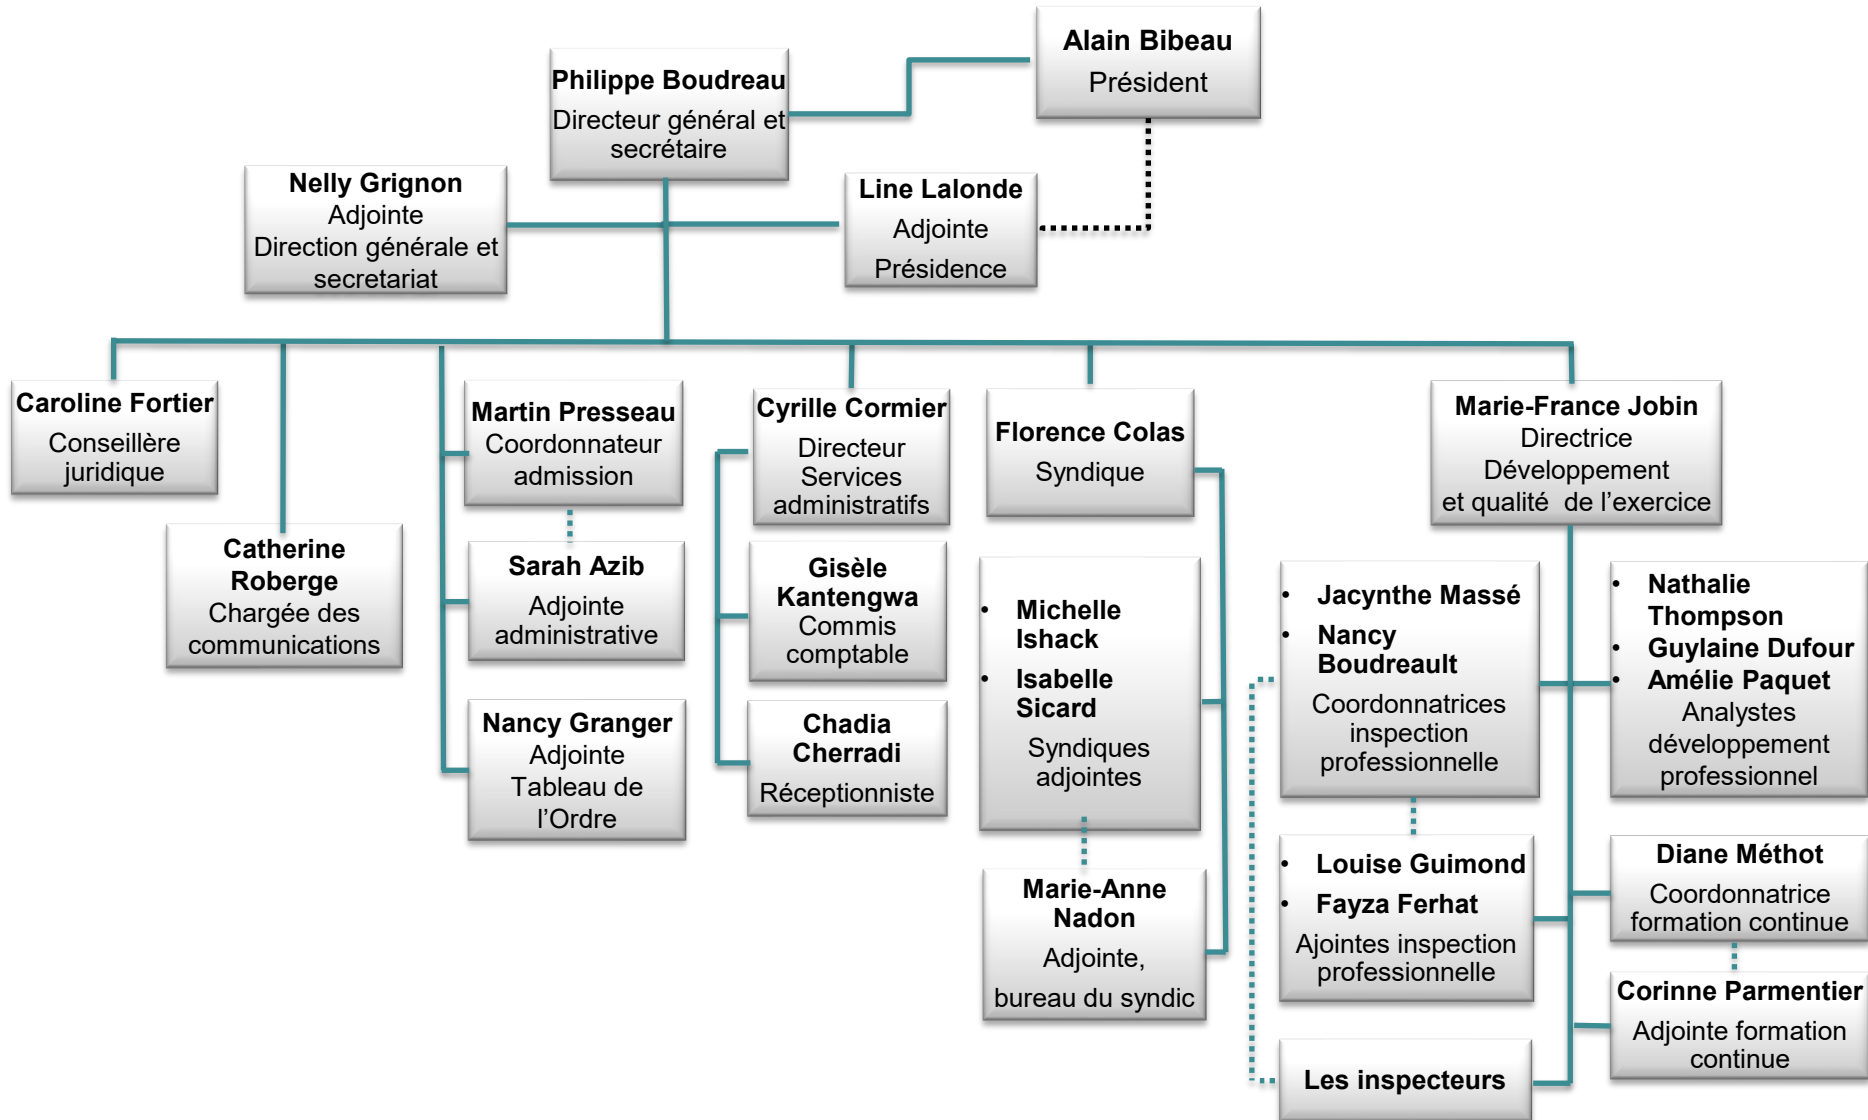 Alain Bibeau
Président
Philippe Boudreau
Directeur général et
secrétaire
Nelly Grignon
Adjointe
Direction générale et
secretariat
Line Lalonde
Adjointe
Présidence
Caroline Fortier
Conseillère
juridique
Catherine
Roberge
Chargée des
communications
Martin Presseau
Coordonnateur
admission
Sarah Azib
Adjointe
administrative
Nancy Granger
Adjointe
Tableau de
l’Ordre
Cyrille Cormier
Directeur
Services
administratifs
Gisèle
Kantengwa
Commis
comptable
Chadia
Cherradi
Réceptionniste
Florence Colas
Syndique
• Michelle
Ishack
• Isabelle
Sicard
Syndiques
adjointes
Marie-Anne
Nadon
Adjointe,
bureau du syndic
Marie-France Jobin
Directrice
Développement
et qualité de l’exercice
• Jacynthe Massé
• Nancy
Boudreault
Coordonnatrices
inspection
professionnelle
• Louise Guimond
• Fayza Ferhat
Ajointes inspection
professionnelle
Les inspecteurs
• Nathalie
Thompson
• Guylaine Dufour
• Amélie Paquet
Analystes
développement
professionnel
Diane Méthot
Coordonnatrice
formation continue
Corinne Parmentier
Adjointe formation
continue